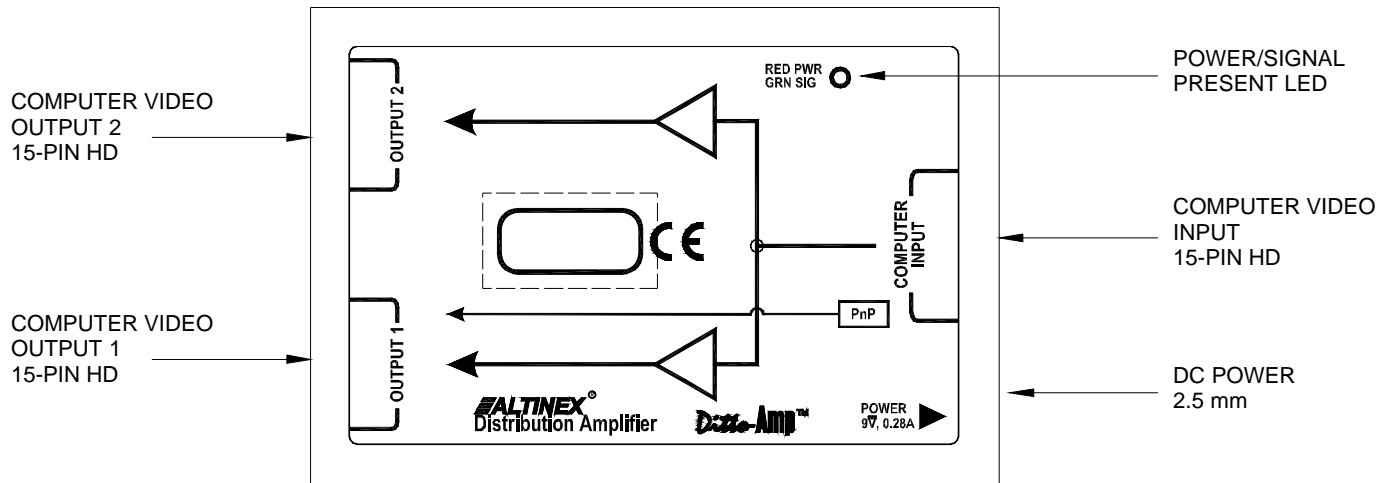 COMPUTER VIDEO
OUTPUT 2
15-PIN HD
COMPUTER VIDEO
OUTPUT 1
15-PIN HD
OUTPUT 2
OUTPUT 1
RED PWR
GRN SIG
CE
COMPUTER
INPUT
PnP
ALTINEX®
Distribution Amplifier
Ditto-Amp™
POWER
9V, 0.28A
POWER/SIGNAL
PRESENT LED
COMPUTER VIDEO
INPUT
15-PIN HD
DC POWER
2.5 mm